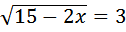 √(15 − 2x) = 3